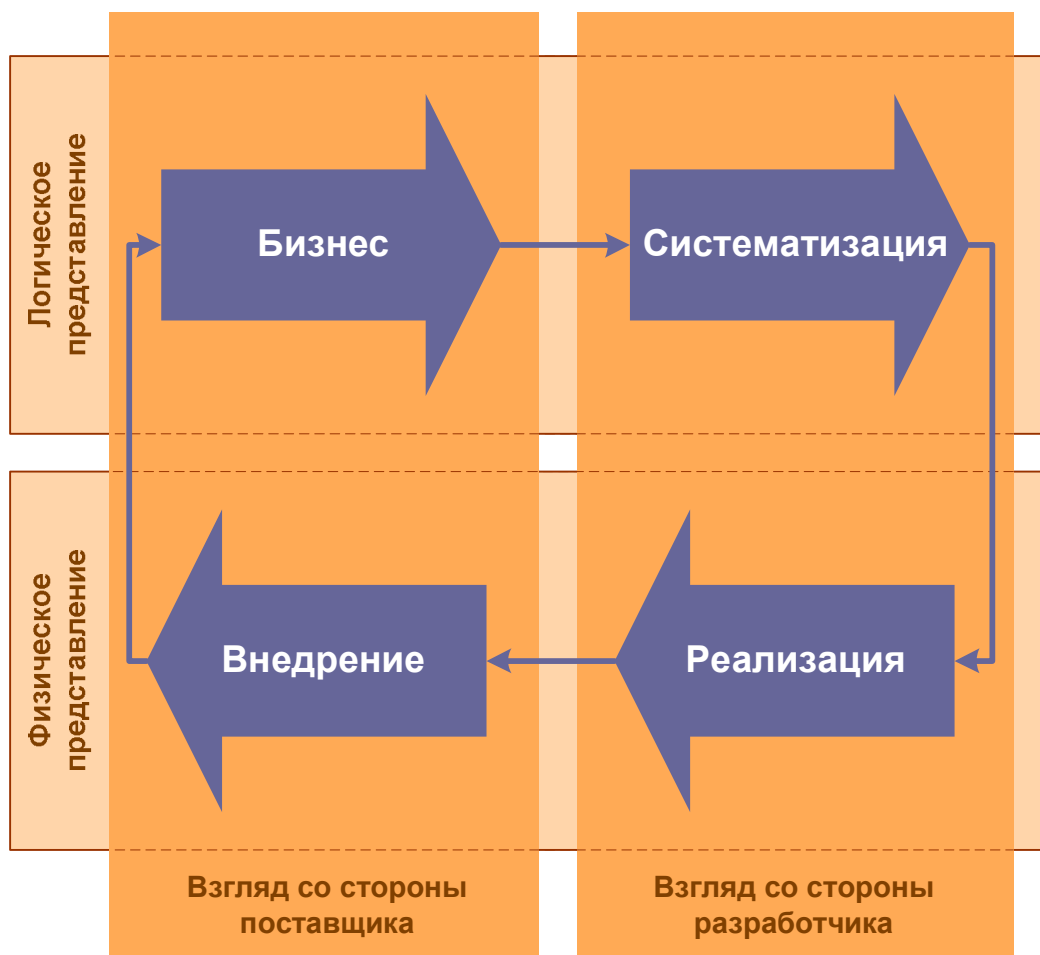 Логическое
представление
Бизнес
Систематизация
Физическое
представление
Внедрение
Реализация
Взгляд со стороны
поставщика
Взгляд со стороны
разработчика